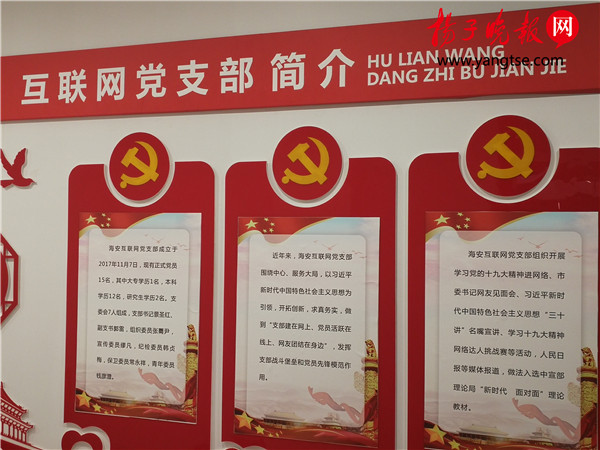 扬子晚报网
www.yangtse.com
互联网党支部 简介 HU LIAN WANG
DANG ZHI BU JIAN JIE
海安互联网党支部成立于
2017年11月7日，现有正式党员
15名，其中大专学历1名，本科
学历12名，研究生学历2名。支
委会7人组成，支部书记景圣红、
副支书郭雷，组织委员张震尹、
宣传委员缪凡，纪检委员韩贞
梅，保卫委员常永祥，青年委员
近年来，海安互联网党支部
围绕中心、服务大局，以习近平
新时代中国特色社会主义思想为
引领，开拓创新，求真务实，做
到“支部建在网上、党员活跃在
线上、网友团结在身边”，发挥
支部战斗堡垒和党员先锋模范作
用。
海安互联网党支部组织开展
学习党的十九大精神进网络、市
委书记网友见面会、习近平新时
代中国特色社会主义思想“三十
讲”名嘴宣讲、学习十九大精神
网络达人挑战赛等活动，人民日
报等媒体报道，做法入选中宣部
理论局“新时代 面对面”理论
教材。